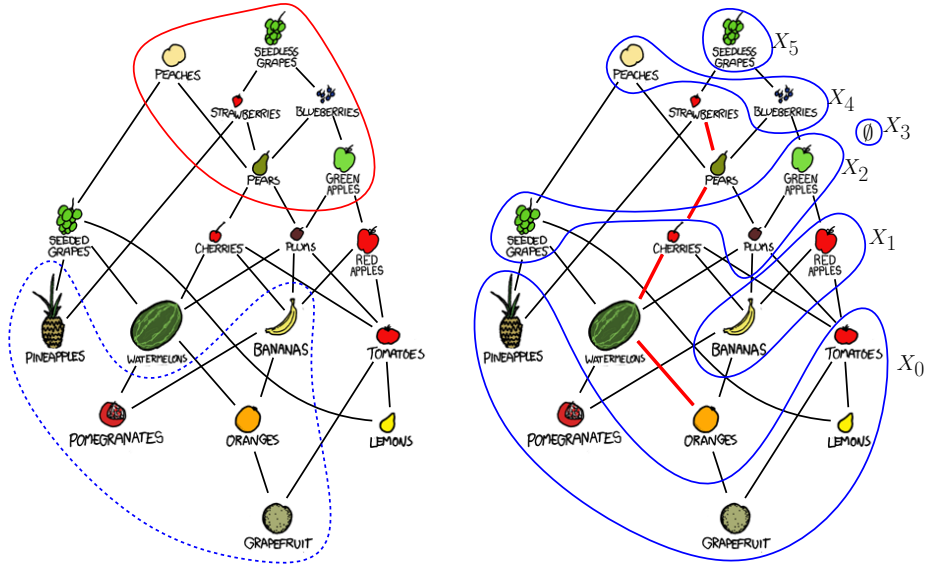 SEEDLESS
GRAPES
PEACHES
STRAWBERRIES
BLUEBERRIES
PEARS
GREEN
APPLES
SEEDED
GRAPES
CHERRIES
PLUMS
RED
APPLES
PINEAPPLES
WATERMELONS
BANANAS
TOMATOES
POMEGRANATES
ORANGES
LEMONS
GRAPEFRUIT
SEEDLESS
GRAPES
X₅
PEACHES
STRAWBERRIES
BLUEBERRIES
X₄
∅
X₃
PEARS
GREEN
APPLES
X₂
SEEDED
GRAPES
CHERRIES
PLUMS
RED
APPLES
X₁
PINEAPPLES
WATERMELONS
BANANAS
TOMATOES
X₀
POMEGRANATES
ORANGES
LEMONS
GRAPEFRUIT